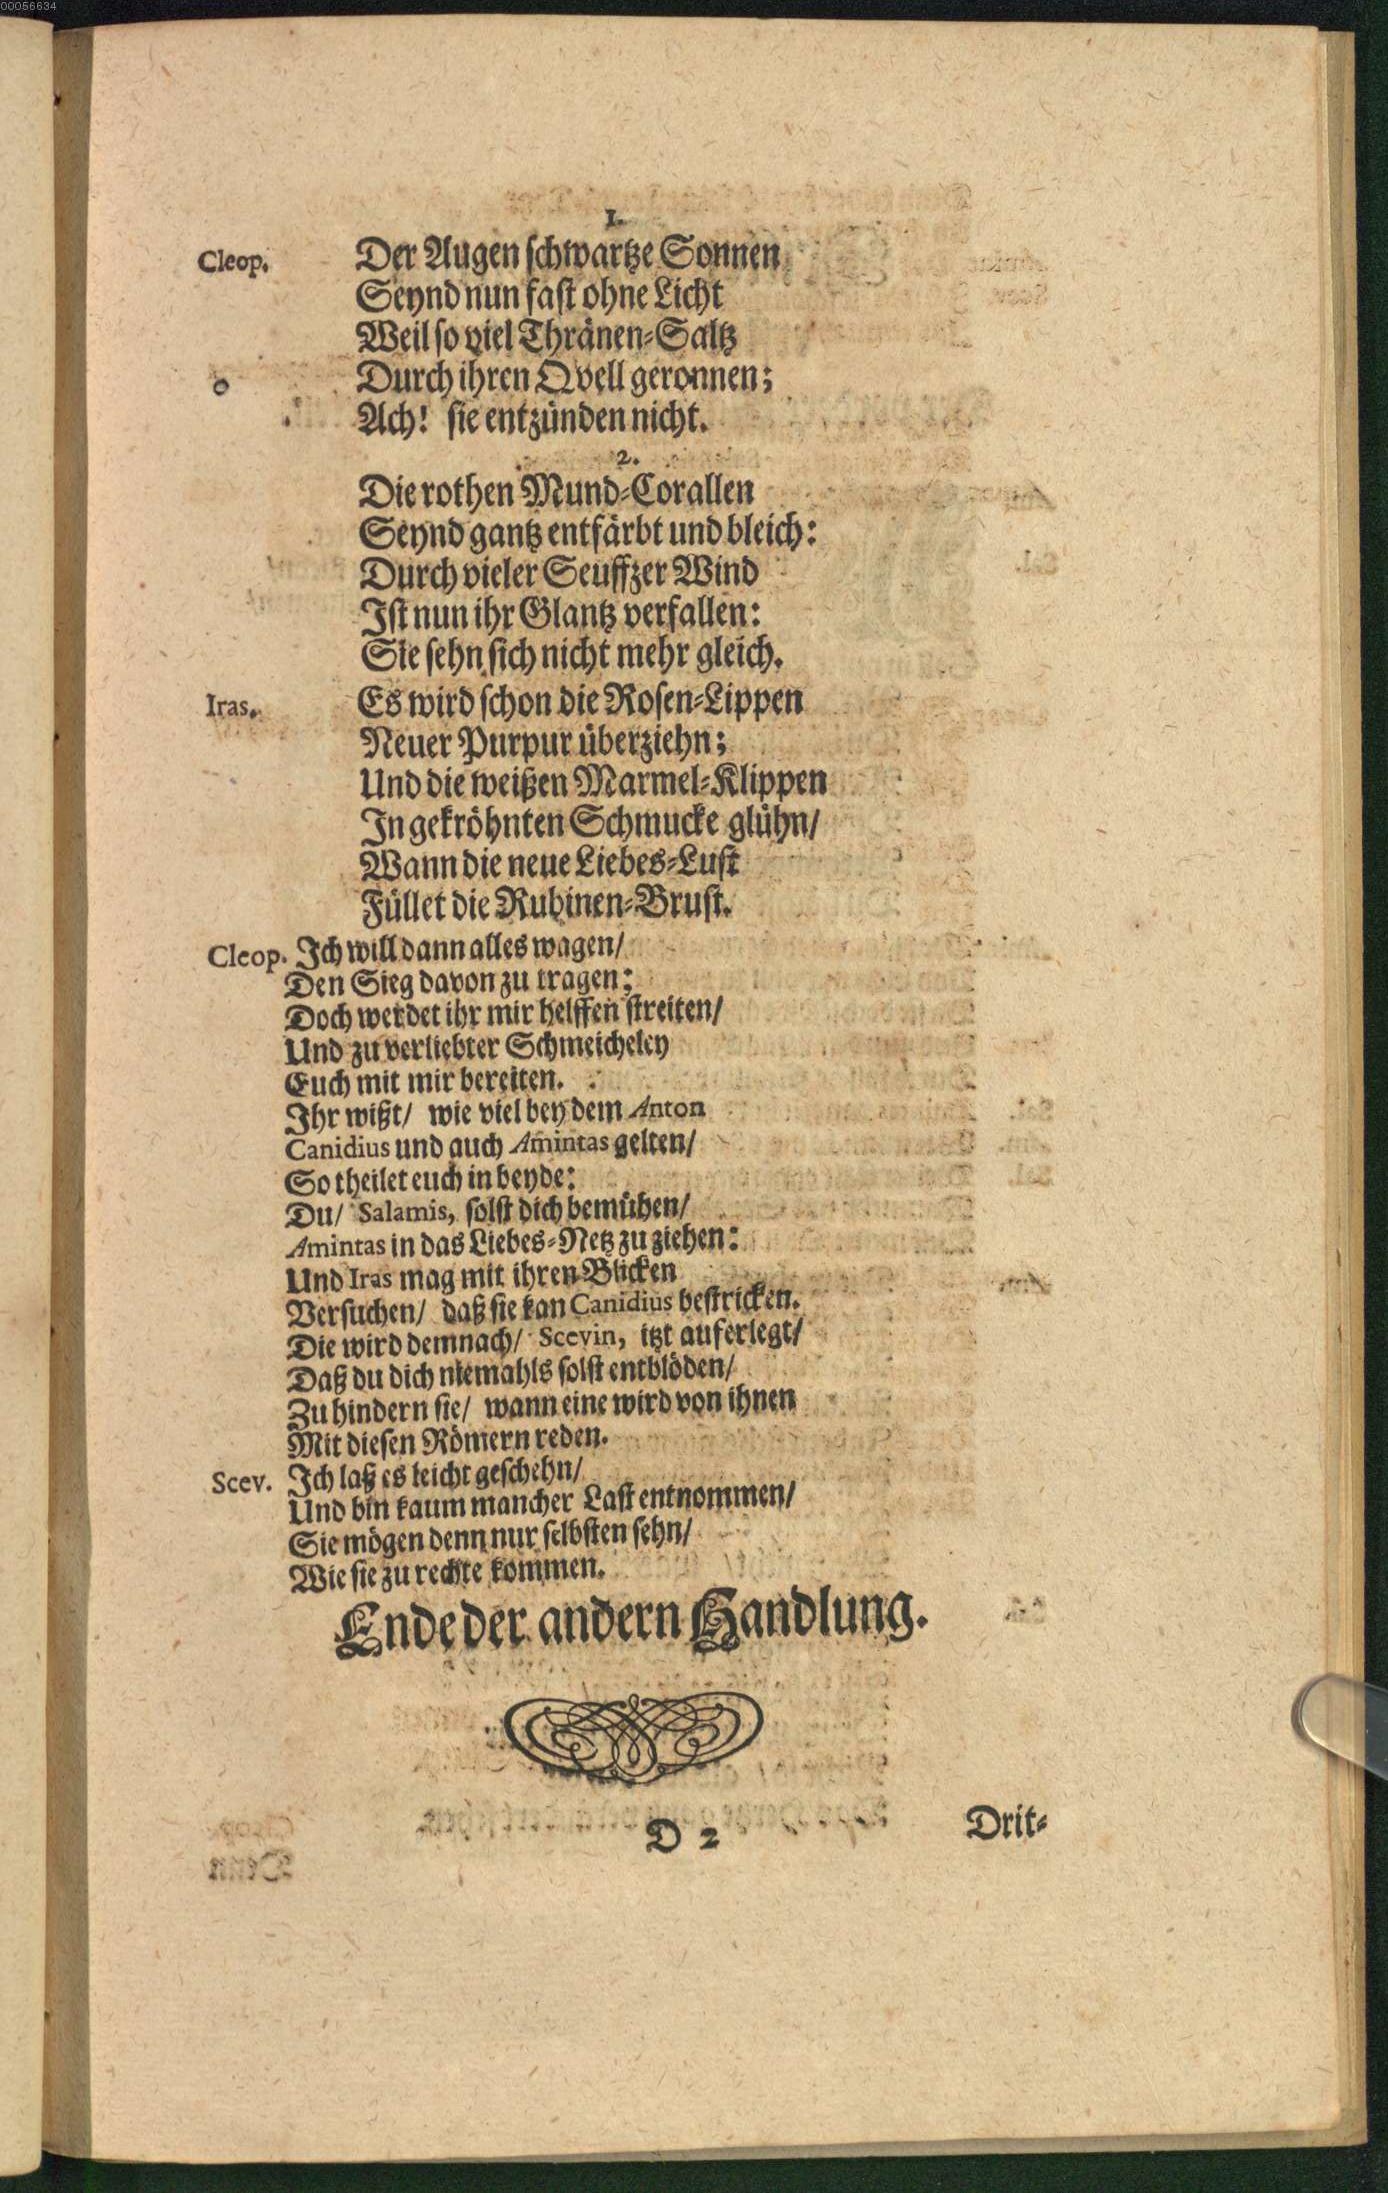 00056634
1.
Cleop. Der Augen schwartze Sonnen
Seynd nun fast ohne Licht
Weil so viel Thränen-Saltz
Durch ihren Qvell geronnen;
Ach! sie entzünden nicht.
2.
Die rothen Mund-Corallen
Seynd gantz entfärbt und bleich:
Durch vieler Seuffzer Wind
Ist nun ihr Glantz verfallen:
Sie sehn sich nicht mehr gleich.
Iras. Es wird schon die Rosen-Lippen
Neuer Purpur überziehn;
Und die weißen Marmel-Klippen
In gekröhnten Schmucke glühn/
Wann die neue Liebes-Lust
Füllet die Rubinen-Brust.
Cleop. Ich will dann alles wagen/
Den Sieg davon zu tragen;
Doch werdet ihr mir helffen streiten/
Und zu verliebter Schmeicheley
Euch mit mir bereiten.
Ihr wißt/ wie viel bey dem Anton
Canidius und auch Amintas gelten/
So theilet euch in beyde:
Du/ Salamis, solst dich bemühen/
Amintas in das Liebes-Netz zu ziehen:
Und Iras mag mit ihren Blicken
Versuchen/ daß sie kan Canidius bestricken.
Die wird demnach/ Scevin, itzt auferlegt/
Daß du dich niemahls solst entblöden/
Zu hindern sie/ wann eine wird von ihnen
Mit diesen Römern reden.
Scev. Ich laß es leicht geschehn/
Und bin kaum mancher Last entnommen/
Sie mögen denn nur selbsten sehn/
Wie sie zu rechte kommen.
Ende der andern Handlung.
D 2
Drit-